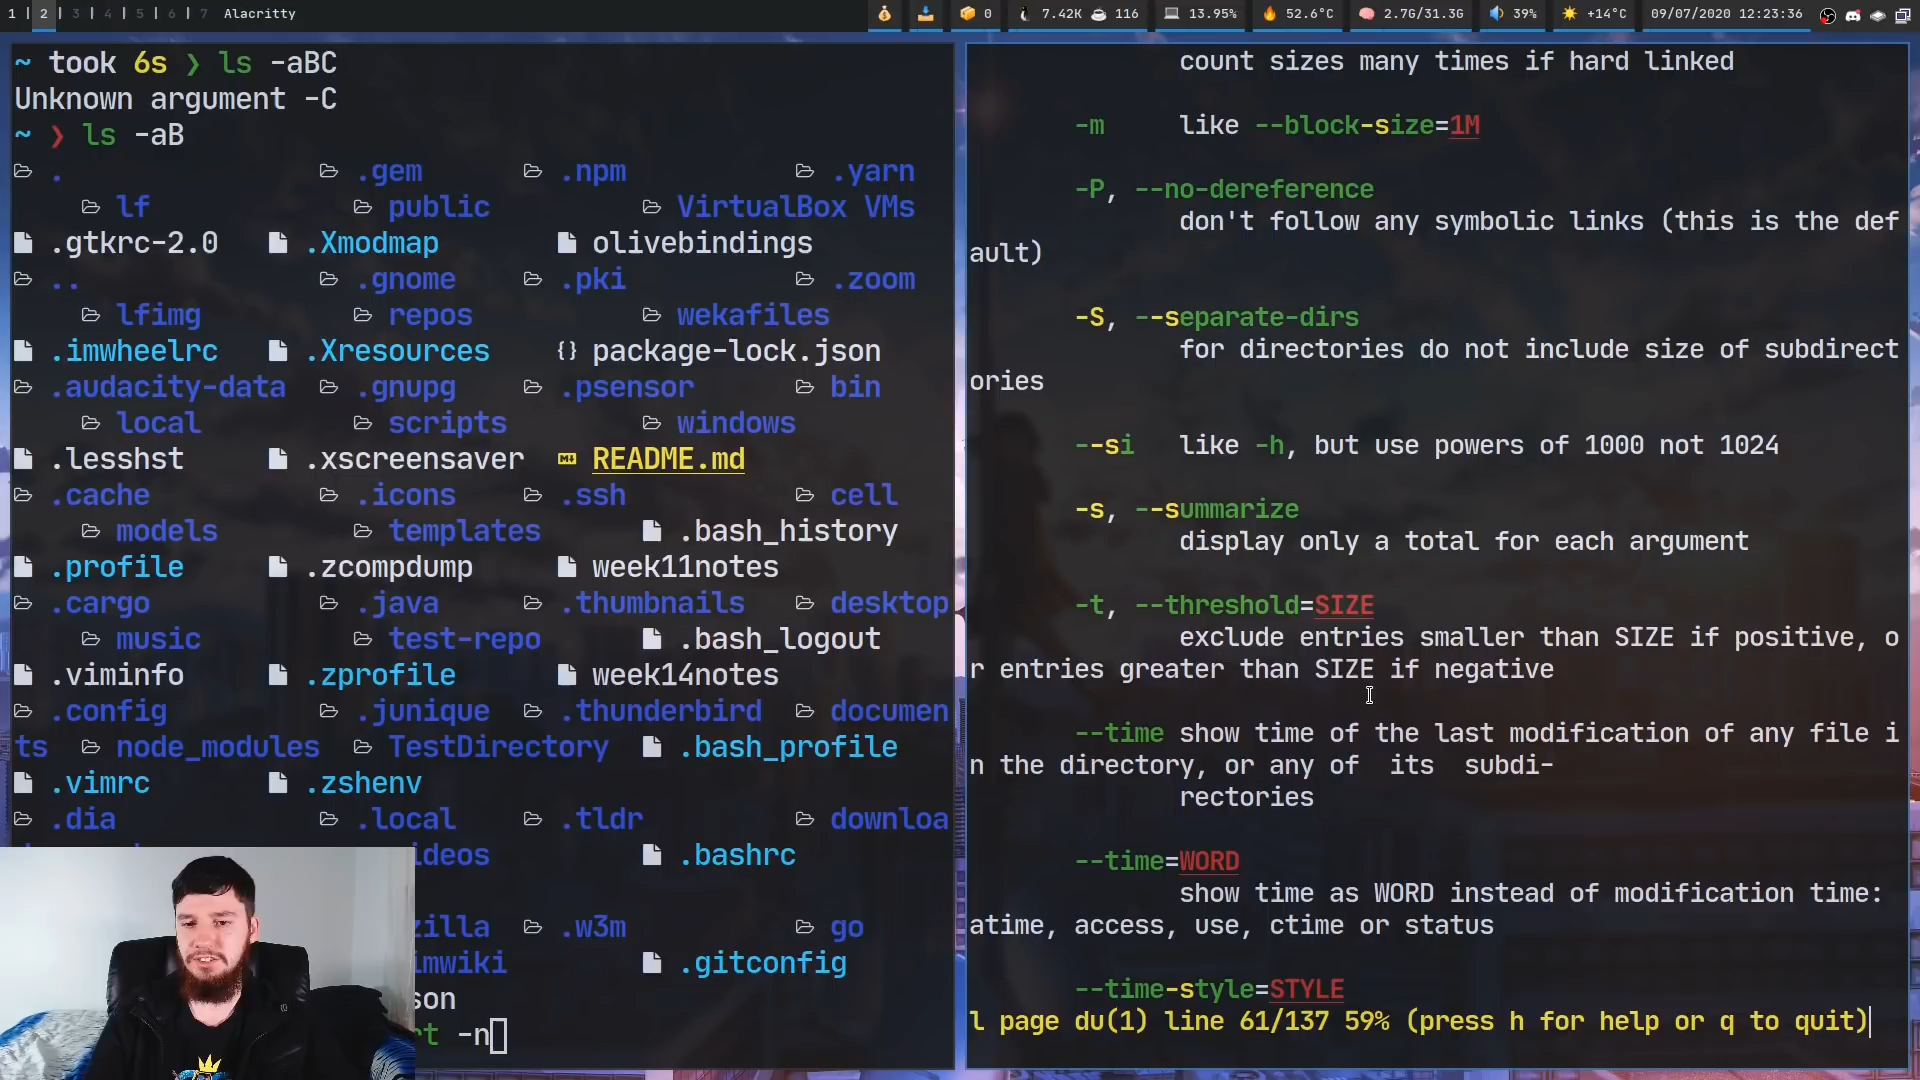 1 | 2 | 3 | 4 | 5 | 6 | 7 Alacritty
0 7.42K 116 13.95% 52.6°C 2.7G/31.3G 39% +14°C 09/07/2020 12:23:36
~ took 6s ❯ ls -aBC
Unknown argument -C
~ ❯ ls -aB
. .gem .npm .yarn
lf public VirtualBox VMs
.gtkrc-2.0 .Xmodmap olivebindings
.. .gnome .pki .zoom
lfimg repos wekafiles
.imwheelrc .Xresources {} package-lock.json
.audacity-data .gnupg .psensor bin
local scripts windows
.lesshst .xscreensaver README.md
.cache .icons .ssh cell
models templates .bash_history
.profile .zcompdump week11notes
.cargo .java .thumbnails desktop
music test-repo .bash_logout
.viminfo .zprofile week14notes
.config .junique .thunderbird documen
ts node_modules TestDirectory .bash_profile
.vimrc .zshenv
.dia .local .tldr downloa
ideos .bashrc
zilla .w3m go
imwiki .gitconfig
son
rt -n
count sizes many times if hard linked
-m like --block-size=1M
-P, --no-dereference
don't follow any symbolic links (this is the def
ault)
-S, --separate-dirs
for directories do not include size of subdirect
ories
--si like -h, but use powers of 1000 not 1024
-s, --summarize
display only a total for each argument
-t, --threshold=SIZE
exclude entries smaller than SIZE if positive, o
r entries greater than SIZE if negative
--time show time of the last modification of any file i
n the directory, or any of its subdi-
rectories
--time=WORD
show time as WORD instead of modification time:
atime, access, use, ctime or status
--time-style=STYLE
l page du(1) line 61/137 59% (press h for help or q to quit)